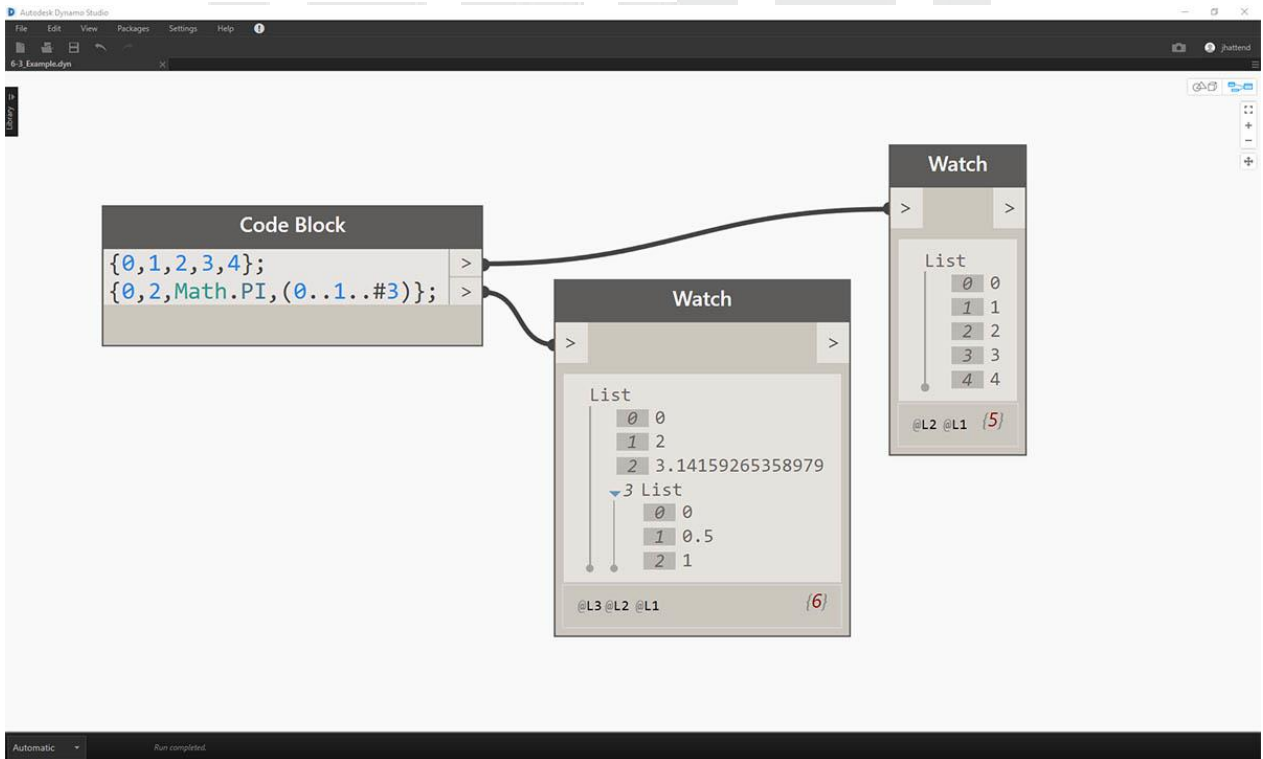 Autodesk Dynamo Studio
File Edit View Packages Settings Help !
jhattend
6-3_Example.dyn
Library
Watch
> >
Code Block
{0,1,2,3,4}; >
{0,2,Math.PI,(0..1..#3)}; >
List
0 0
1 1
2 2
3 3
4 4
@L2 @L1 {5}
Watch
> >
List
0 0
1 2
2 3.14159265358979
3 List
0 0
1 0.5
2 1
@L3 @L2 @L1 {6}
Automatic Run completed.